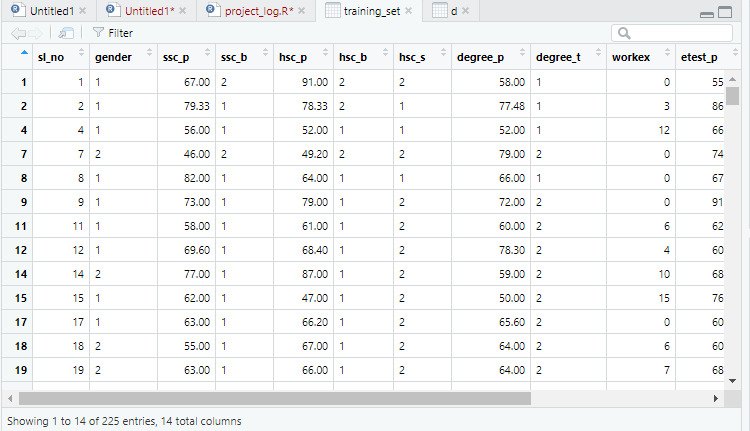 Untitled1 × Untitled1* × project_log.R* × training_set × d ×
Filter
sl_no gender ssc_p ssc_b hsc_p hsc_b hsc_s degree_p degree_t workex etest_p
1 1 1 67.00 2 91.00 2 2 58.00 1 0 55
2 2 1 79.33 1 78.33 2 1 77.48 1 3 86
4 4 1 56.00 1 52.00 1 1 52.00 1 12 66
7 7 2 46.00 2 49.20 2 2 79.00 2 0 74
8 8 1 82.00 1 64.00 1 1 66.00 1 0 67
9 9 1 73.00 1 79.00 1 2 72.00 2 0 91
11 11 1 58.00 1 61.00 1 2 60.00 2 6 62
12 12 1 69.60 1 68.40 1 2 78.30 2 4 60
14 14 2 77.00 1 87.00 1 2 59.00 2 10 68
15 15 1 62.00 1 47.00 1 2 50.00 2 15 76
17 17 1 63.00 1 66.20 1 2 65.60 2 0 60
18 18 2 55.00 1 67.00 1 2 64.00 2 6 60
19 19 2 63.00 1 66.00 1 2 64.00 2 7 68
Showing 1 to 14 of 225 entries, 14 total columns